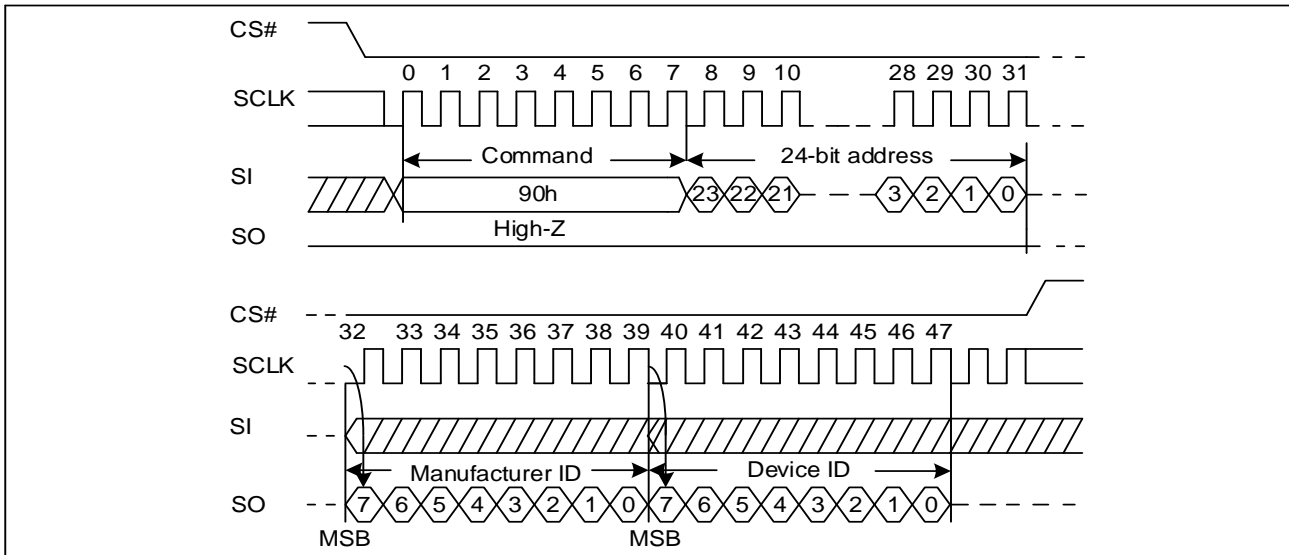 CS#
0 1 2 3 4 5 6 7 8 9 10 28 29 30 31
SCLK
Command 24-bit address
SI 90h 23 22 21 3 2 1 0
High-Z
SO
CS#
32 33 34 35 36 37 38 39 40 41 42 43 44 45 46 47
SCLK
SI
Manufacturer ID Device ID
SO 7 6 5 4 3 2 1 0 7 6 5 4 3 2 1 0
MSB MSB